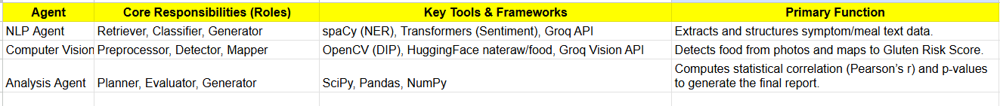 Agent Core Responsibilities (Roles) Key Tools & Frameworks Primary Function
NLP Agent Retriever, Classifier, Generator spaCy (NER), Transformers (Sentiment), Groq API Extracts and structures symptom/meal text data.
Computer Vision Preprocessor, Detector, Mapper OpenCV (DIP), HuggingFace nateraw/food, Groq Vision API Detects food from photos and maps to Gluten Risk Score.
Analysis Agent Planner, Evaluator, Generator SciPy, Pandas, NumPy Computes statistical correlation (Pearson's r) and p-values
to generate the final report.